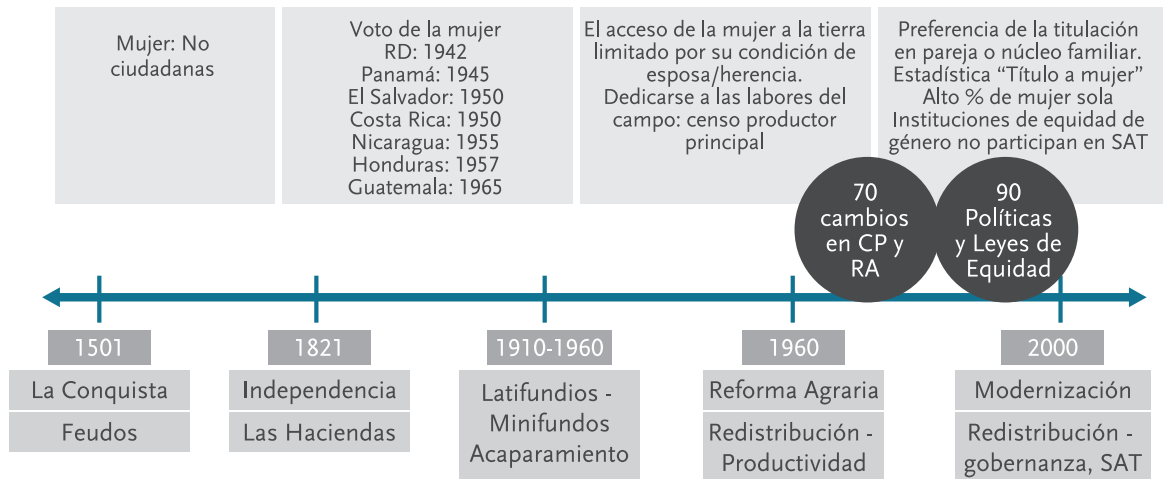 Mujer: No
ciudadanas
Voto de la mujer
RD: 1942
Panamá: 1945
El Salvador: 1950
Costa Rica: 1950
Nicaragua: 1955
Honduras: 1957
Guatemala: 1965
El acceso de la mujer a la tierra
limitado por su condición de
esposa/herencia.
Dedicarse a las labores del
campo: censo productor
principal
Preferencia de la titulación
en pareja o núcleo familiar.
Estadística “Título a mujer”
Alto % de mujer sola
Instituciones de equidad de
género no participan en SAT
70
cambios
en CP y
RA
90
Políticas
y Leyes de
Equidad
1501
La Conquista
Feudos
1821
Independencia
Las Haciendas
1910-1960
Latifundios -
Minifundos
Acaparamiento
1960
Reforma Agraria
Redistribución -
Productividad
2000
Modernización
Redistribución -
gobernanza, SAT